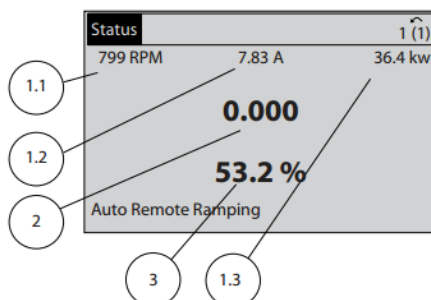 Status
1 (1)
799 RPM 7.83 A 36.4 kw
1.1
0.000
1.2
53.2 %
2
Auto Remote Ramping
3 1.3